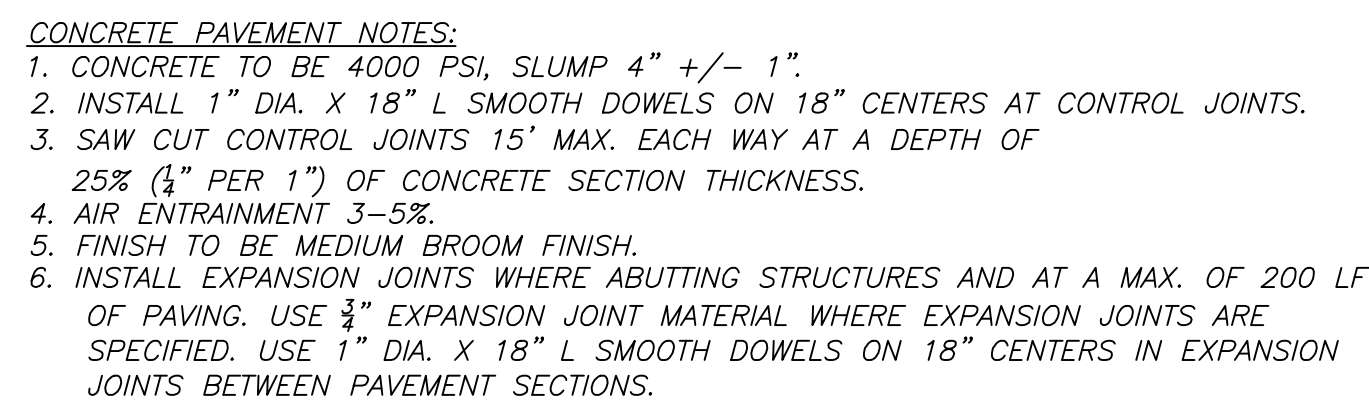 CONCRETE PAVEMENT NOTES:
1. CONCRETE TO BE 4000 PSI, SLUMP 4" +/- 1".
2. INSTALL 1" DIA. X 18" L SMOOTH DOWELS ON 18" CENTERS AT CONTROL JOINTS.
3. SAW CUT CONTROL JOINTS 15' MAX. EACH WAY AT A DEPTH OF
25% (¼" PER 1") OF CONCRETE SECTION THICKNESS.
4. AIR ENTRAINMENT 3-5%.
5. FINISH TO BE MEDIUM BROOM FINISH.
6. INSTALL EXPANSION JOINTS WHERE ABUTTING STRUCTURES AND AT A MAX. OF 200 LF
OF PAVING. USE ¾" EXPANSION JOINT MATERIAL WHERE EXPANSION JOINTS ARE
SPECIFIED. USE 1" DIA. X 18" L SMOOTH DOWELS ON 18" CENTERS IN EXPANSION
JOINTS BETWEEN PAVEMENT SECTIONS.